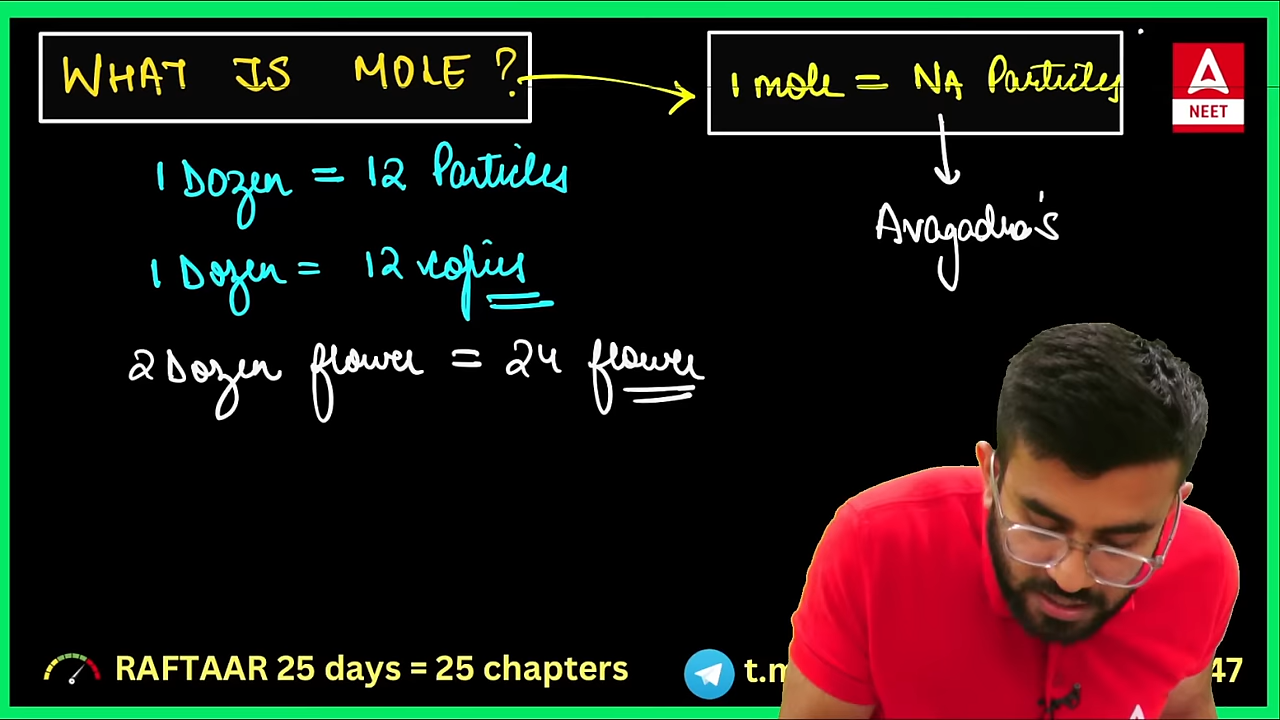 WHAT IS MOLE ?
1 mole = NA Particles
A
NEET
1 Dozen = 12 Particles
Avagadro's
1 Dozen = 12 copies
2 Dozen flower = 24 flower
RAFTAAR 25 days = 25 chapters
47